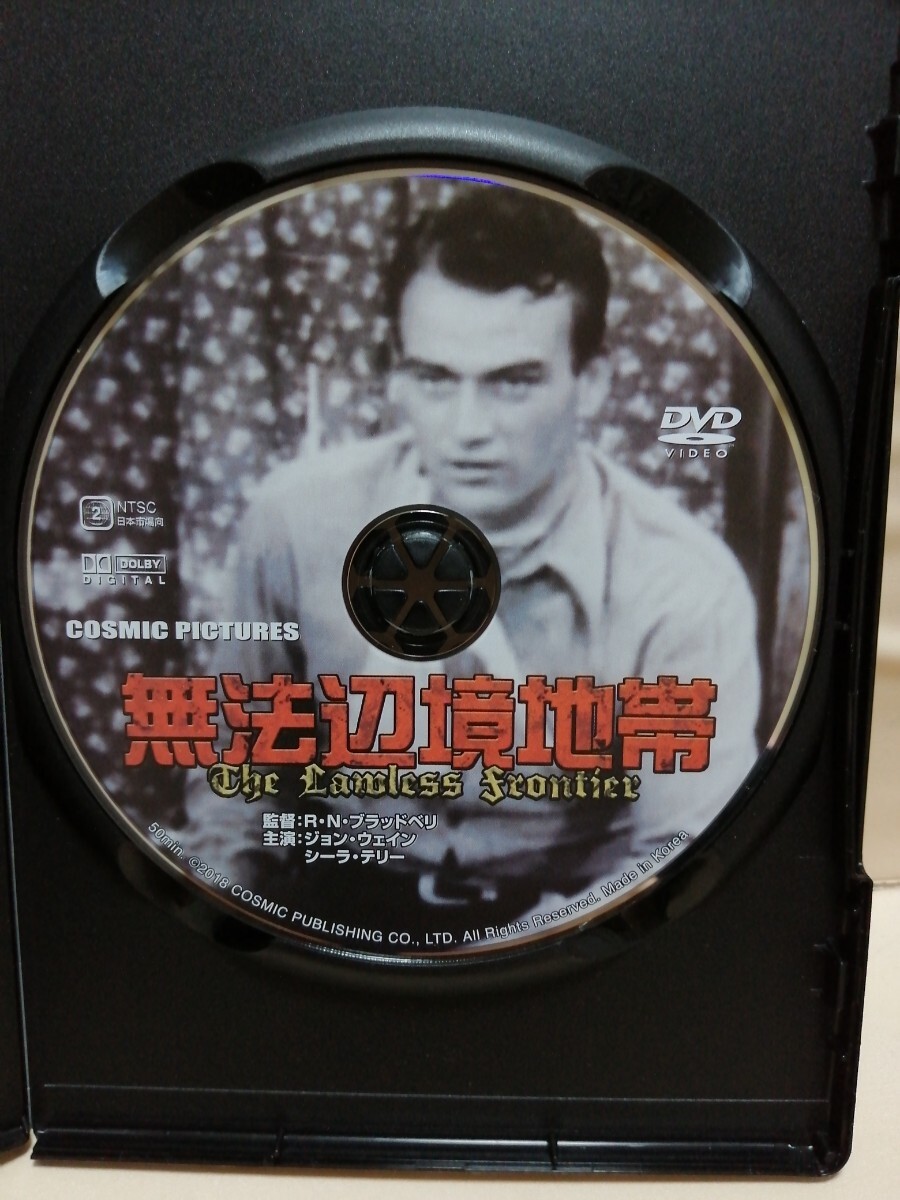 DVD
VIDEO
2
NTSC
日本市場向
DOLBY
DIGITAL
COSMIC PICTURES
無法辺境地帯
The Lawless Frontier
監督:R・N・ブラッドベリ
主演:ジョン・ウェイン
シーラ・テリー
50min. ©2018 COSMIC PUBLISHING CO., LTD. All Rights Reserved. Made in Korea